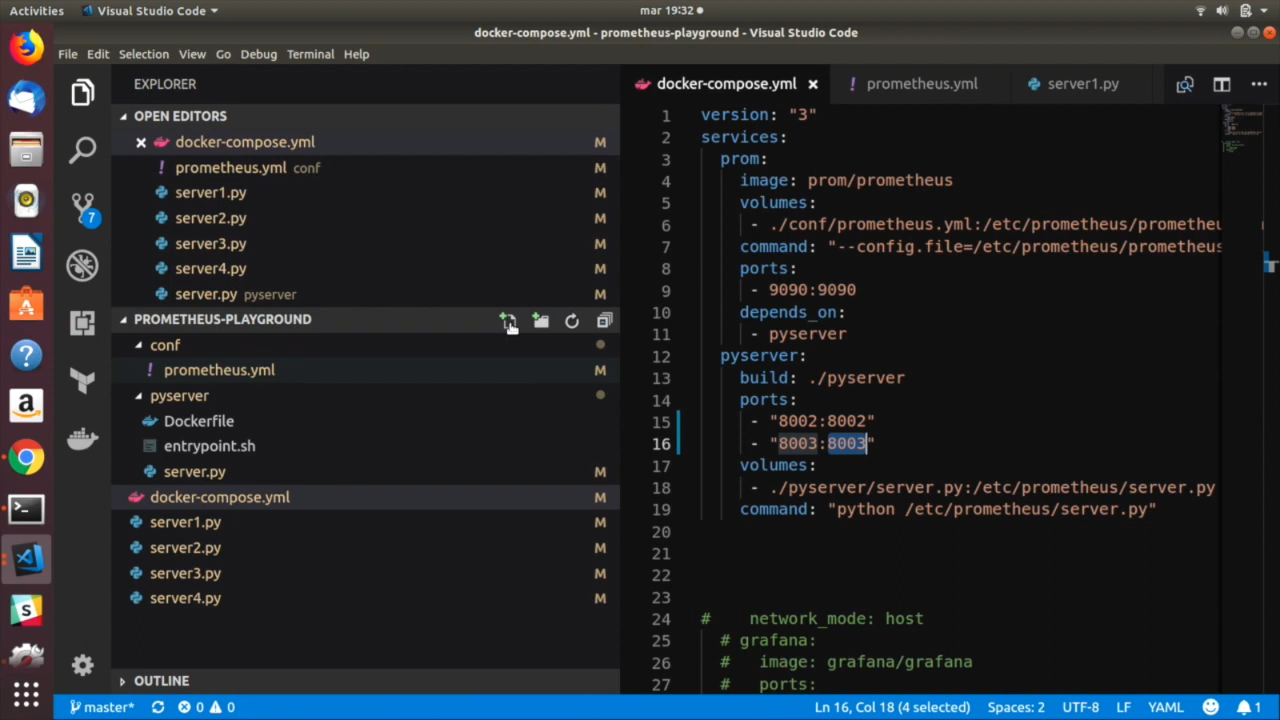 Activities
Visual Studio Code
mar 19:32
docker-compose.yml - prometheus-playground - Visual Studio Code
File Edit Selection View Go Debug Terminal Help
EXPLORER
OPEN EDITORS
docker-compose.yml M
prometheus.yml conf M
server1.py M
server2.py M
server3.py M
server4.py M
server.py pyserver M
PROMETHEUS-PLAYGROUND
conf
prometheus.yml M
pyserver
Dockerfile
entrypoint.sh
server.py M
docker-compose.yml M
server1.py M
server2.py M
server3.py M
server4.py M
OUTLINE
7
docker-compose.yml
prometheus.yml
server1.py
1 version: "3"
2 services:
3 prom:
4 image: prom/prometheus
5 volumes:
6 - ./conf/prometheus.yml:/etc/prometheus/prometheu
7 command: "--config.file=/etc/prometheus/prometheus
8 ports:
9 - 9090:9090
10 depends_on:
11 - pyserver
12 pyserver:
13 build: ./pyserver
14 ports:
15 - "8002:8002"
16 - "8003:8003"
17 volumes:
18 - ./pyserver/server.py:/etc/prometheus/server.py
19 command: "python /etc/prometheus/server.py"
20
21
22
23
24 # network_mode: host
25 # grafana:
26 # image: grafana/grafana
27 # ports:
master* 0 0 Ln 16, Col 18 (4 selected) Spaces: 2 UTF-8 LF YAML 1